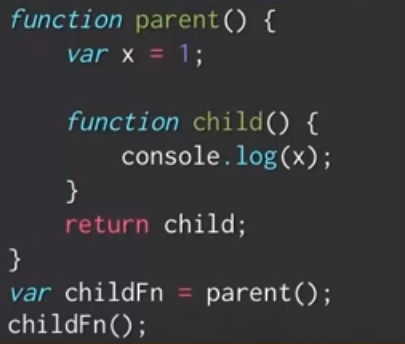 function parent() {
    var x = 1;

    function child() {
        console.log(x);
    }
    return child;
}
var childFn = parent();
childFn();